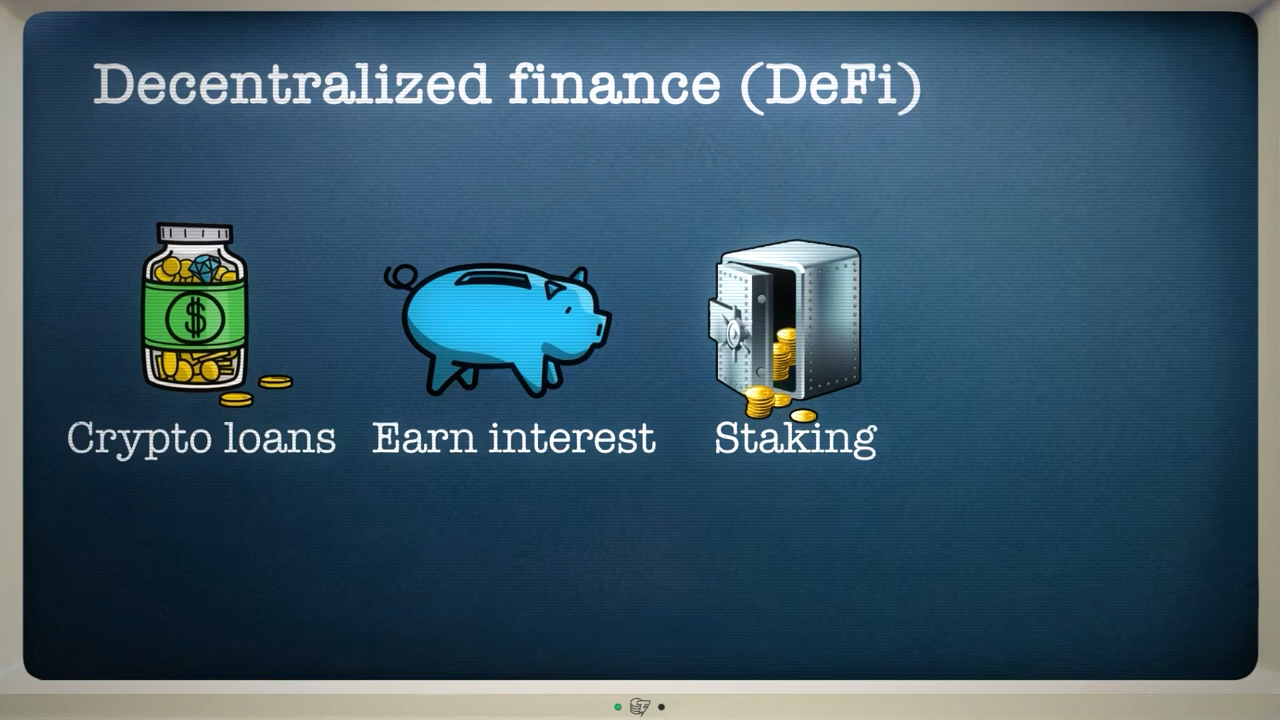 Decentralized finance (DeFi)
$
Crypto loans
Earn interest
Staking